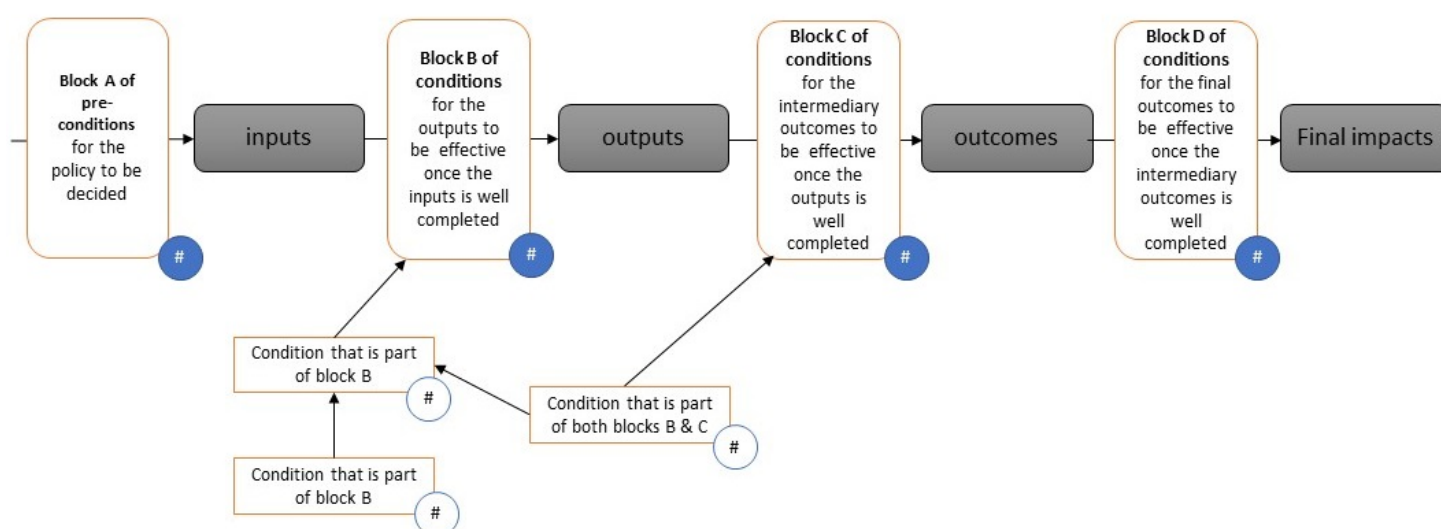 Block A of
pre-
conditions
for the
policy to be
decided
#
inputs
Block B of
conditions
for the
outputs to
be effective
once the
inputs is well
completed
#
outputs
Block C of
conditions
for the
intermediary
outcomes to
be effective
once the
outputs is
well
completed
#
outcomes
Block D of
conditions
for the final
outcomes to
be effective
once the
intermediary
outcomes is
well
completed
#
Final impacts
Condition that is part
of block B
#
Condition that is part
of both blocks B & C
#
Condition that is part
of block B
#